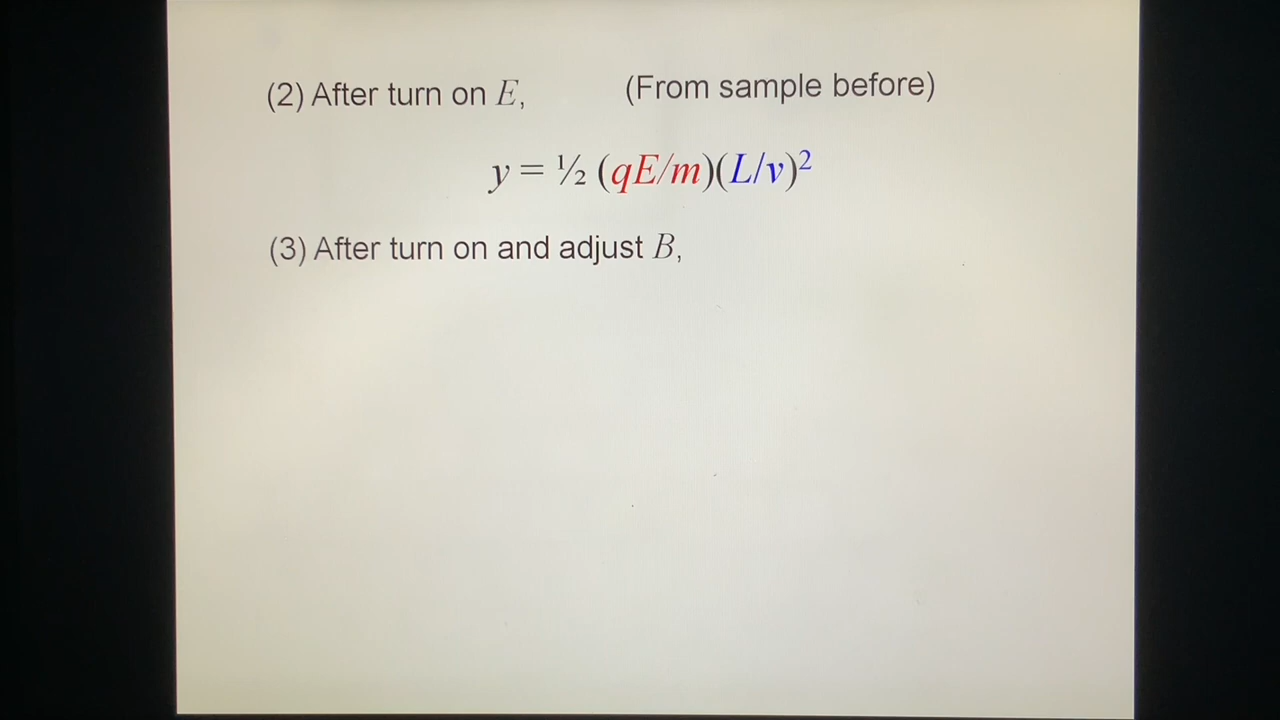 (2) After turn on E, (From sample before)
y = ½ (qE/m)(L/v)²
(3) After turn on and adjust B,